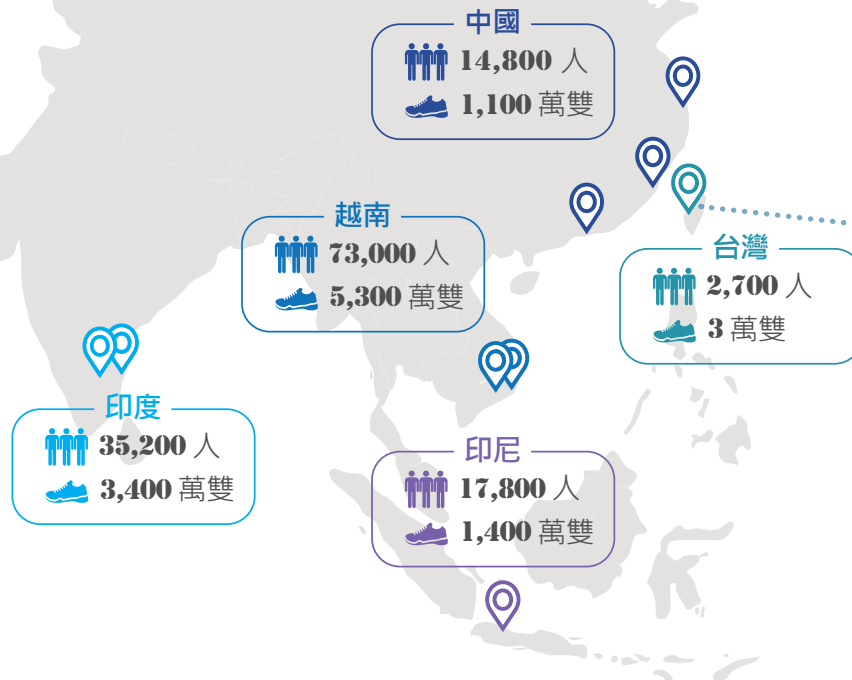 中國
14,800 人
1,100 萬雙
越南
73,000 人
5,300 萬雙
台灣
2,700 人
3 萬雙
印度
35,200 人
3,400 萬雙
印尼
17,800 人
1,400 萬雙